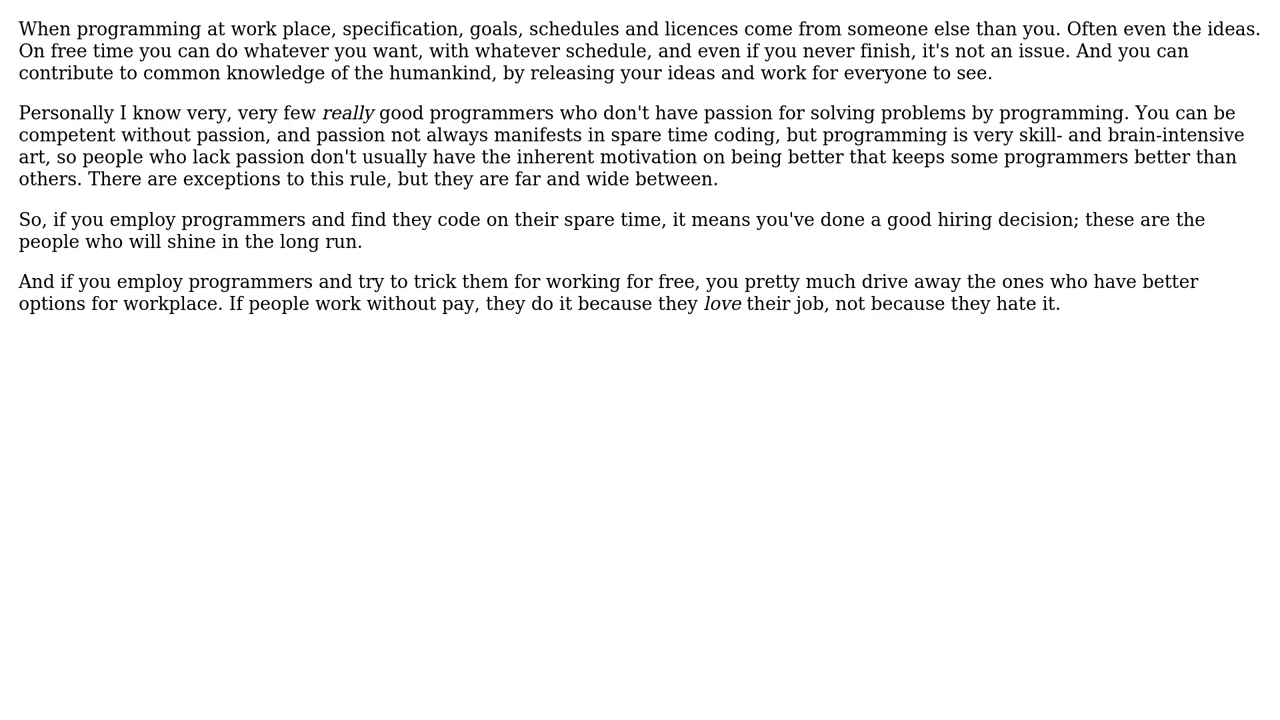 When programming at work place, specification, goals, schedules and licences come from someone else than you. Often even the ideas.
On free time you can do whatever you want, with whatever schedule, and even if you never finish, it's not an issue. And you can
contribute to common knowledge of the humankind, by releasing your ideas and work for everyone to see.
Personally I know very, very few really good programmers who don't have passion for solving problems by programming. You can be
competent without passion, and passion not always manifests in spare time coding, but programming is very skill- and brain-intensive
art, so people who lack passion don't usually have the inherent motivation on being better that keeps some programmers better than
others. There are exceptions to this rule, but they are far and wide between.
So, if you employ programmers and find they code on their spare time, it means you've done a good hiring decision; these are the
people who will shine in the long run.
And if you employ programmers and try to trick them for working for free, you pretty much drive away the ones who have better
options for workplace. If people work without pay, they do it because they love their job, not because they hate it.